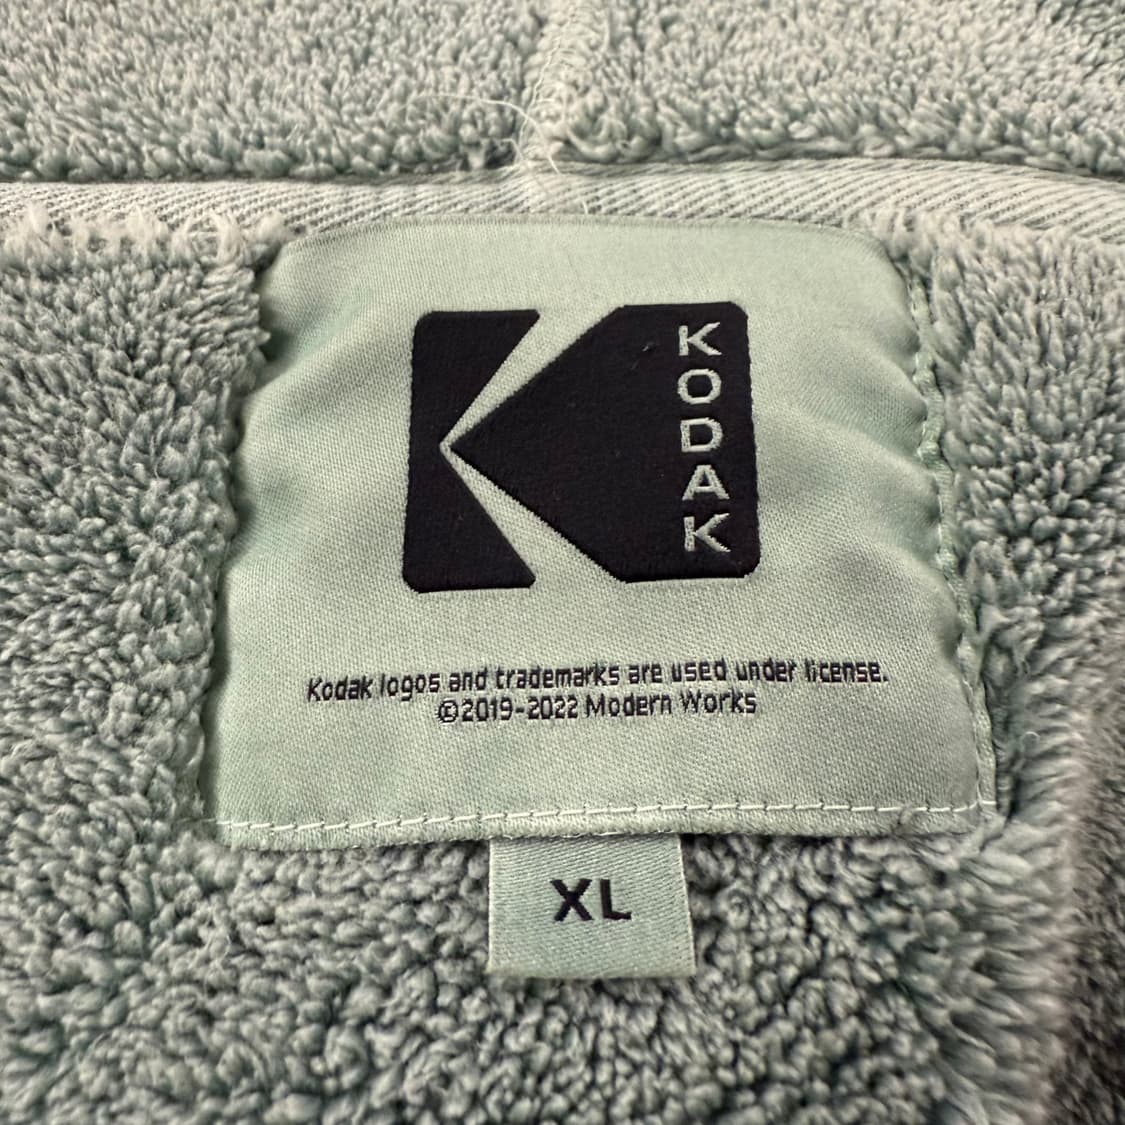 KODAK
Kodak logos and trademarks are used under license.
©2019-2022 Modern Works
XL